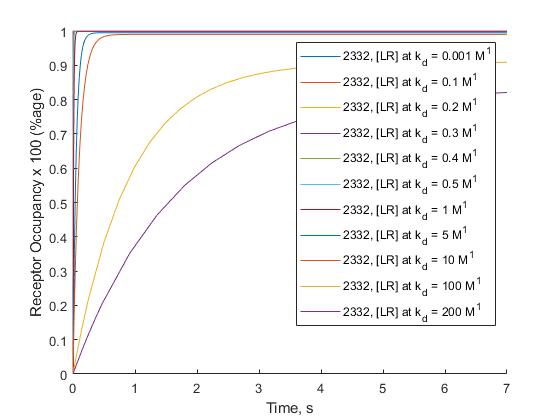 Receptor Occupancy x 100 (%age)
1
0.9
0.8
0.7
0.6
0.5
0.4
0.3
0.2
0.1
0
2332, [LR] at k_d = 0.001 M^1
2332, [LR] at k_d = 0.1 M^1
2332, [LR] at k_d = 0.2 M^1
2332, [LR] at k_d = 0.3 M^1
2332, [LR] at k_d = 0.4 M^1
2332, [LR] at k_d = 0.5 M^1
2332, [LR] at k_d = 1 M^1
2332, [LR] at k_d = 5 M^1
2332, [LR] at k_d = 10 M^1
2332, [LR] at k_d = 100 M^1
2332, [LR] at k_d = 200 M^1
0 1 2 3 4 5 6 7
Time, s